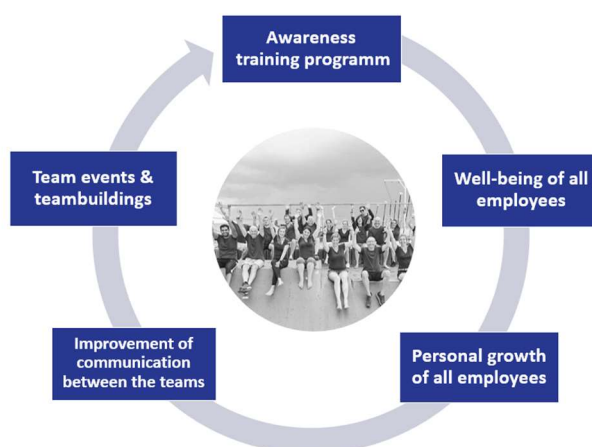 Awareness
training programm
Well-being of all
employees
Personal growth
of all employees
Improvement of
communication
between the teams
Team events &
teambuildings